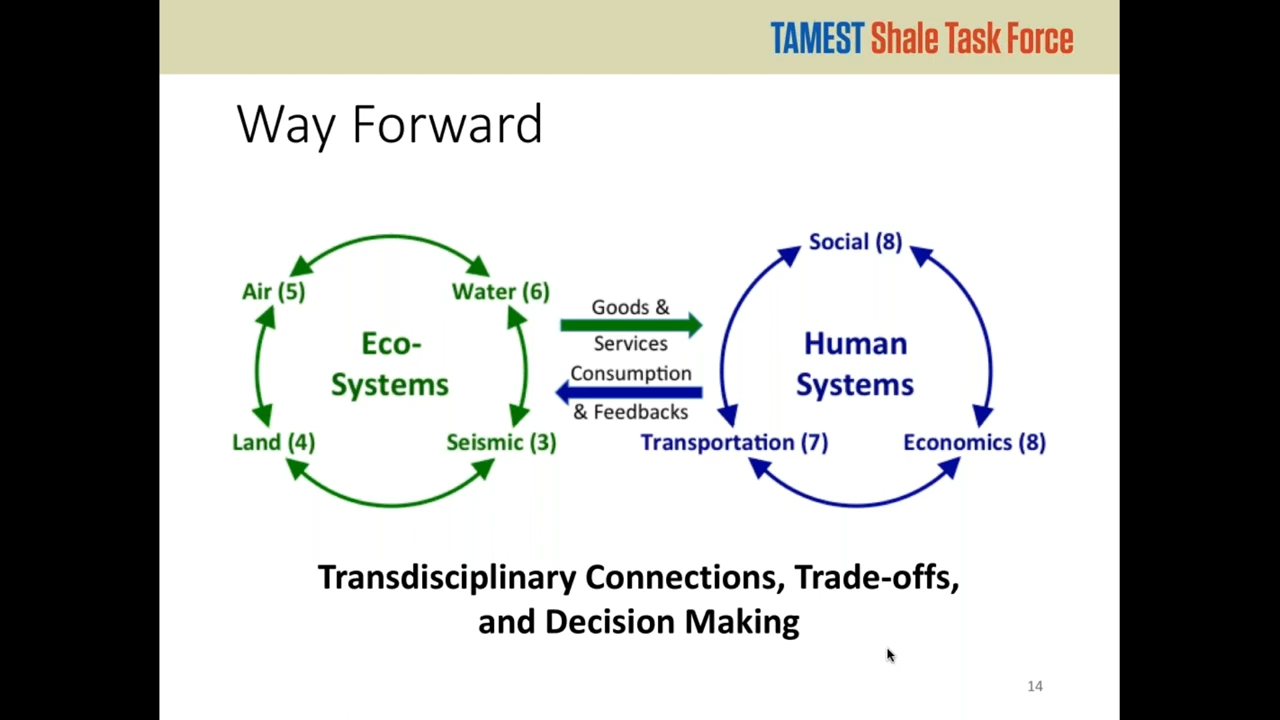 TAMEST Shale Task Force
Way Forward
Social (8)
Air (5)
Water (6)
Goods &
Services
Eco-
Systems
Human
Systems
Consumption
& Feedbacks
Land (4)
Seismic (3)
Transportation (7)
Economics (8)
Transdisciplinary Connections, Trade-offs,
and Decision Making
14